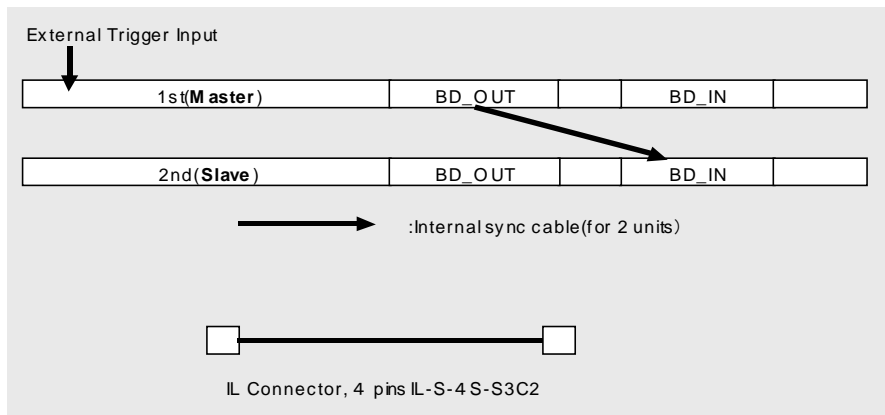 External Trigger Input
1st(Master) BD_OUT BD_IN
2nd(Slave) BD_OUT BD_IN
:Internal sync cable(for 2 units)
IL Connector, 4 pins IL-S-4S-S3C2